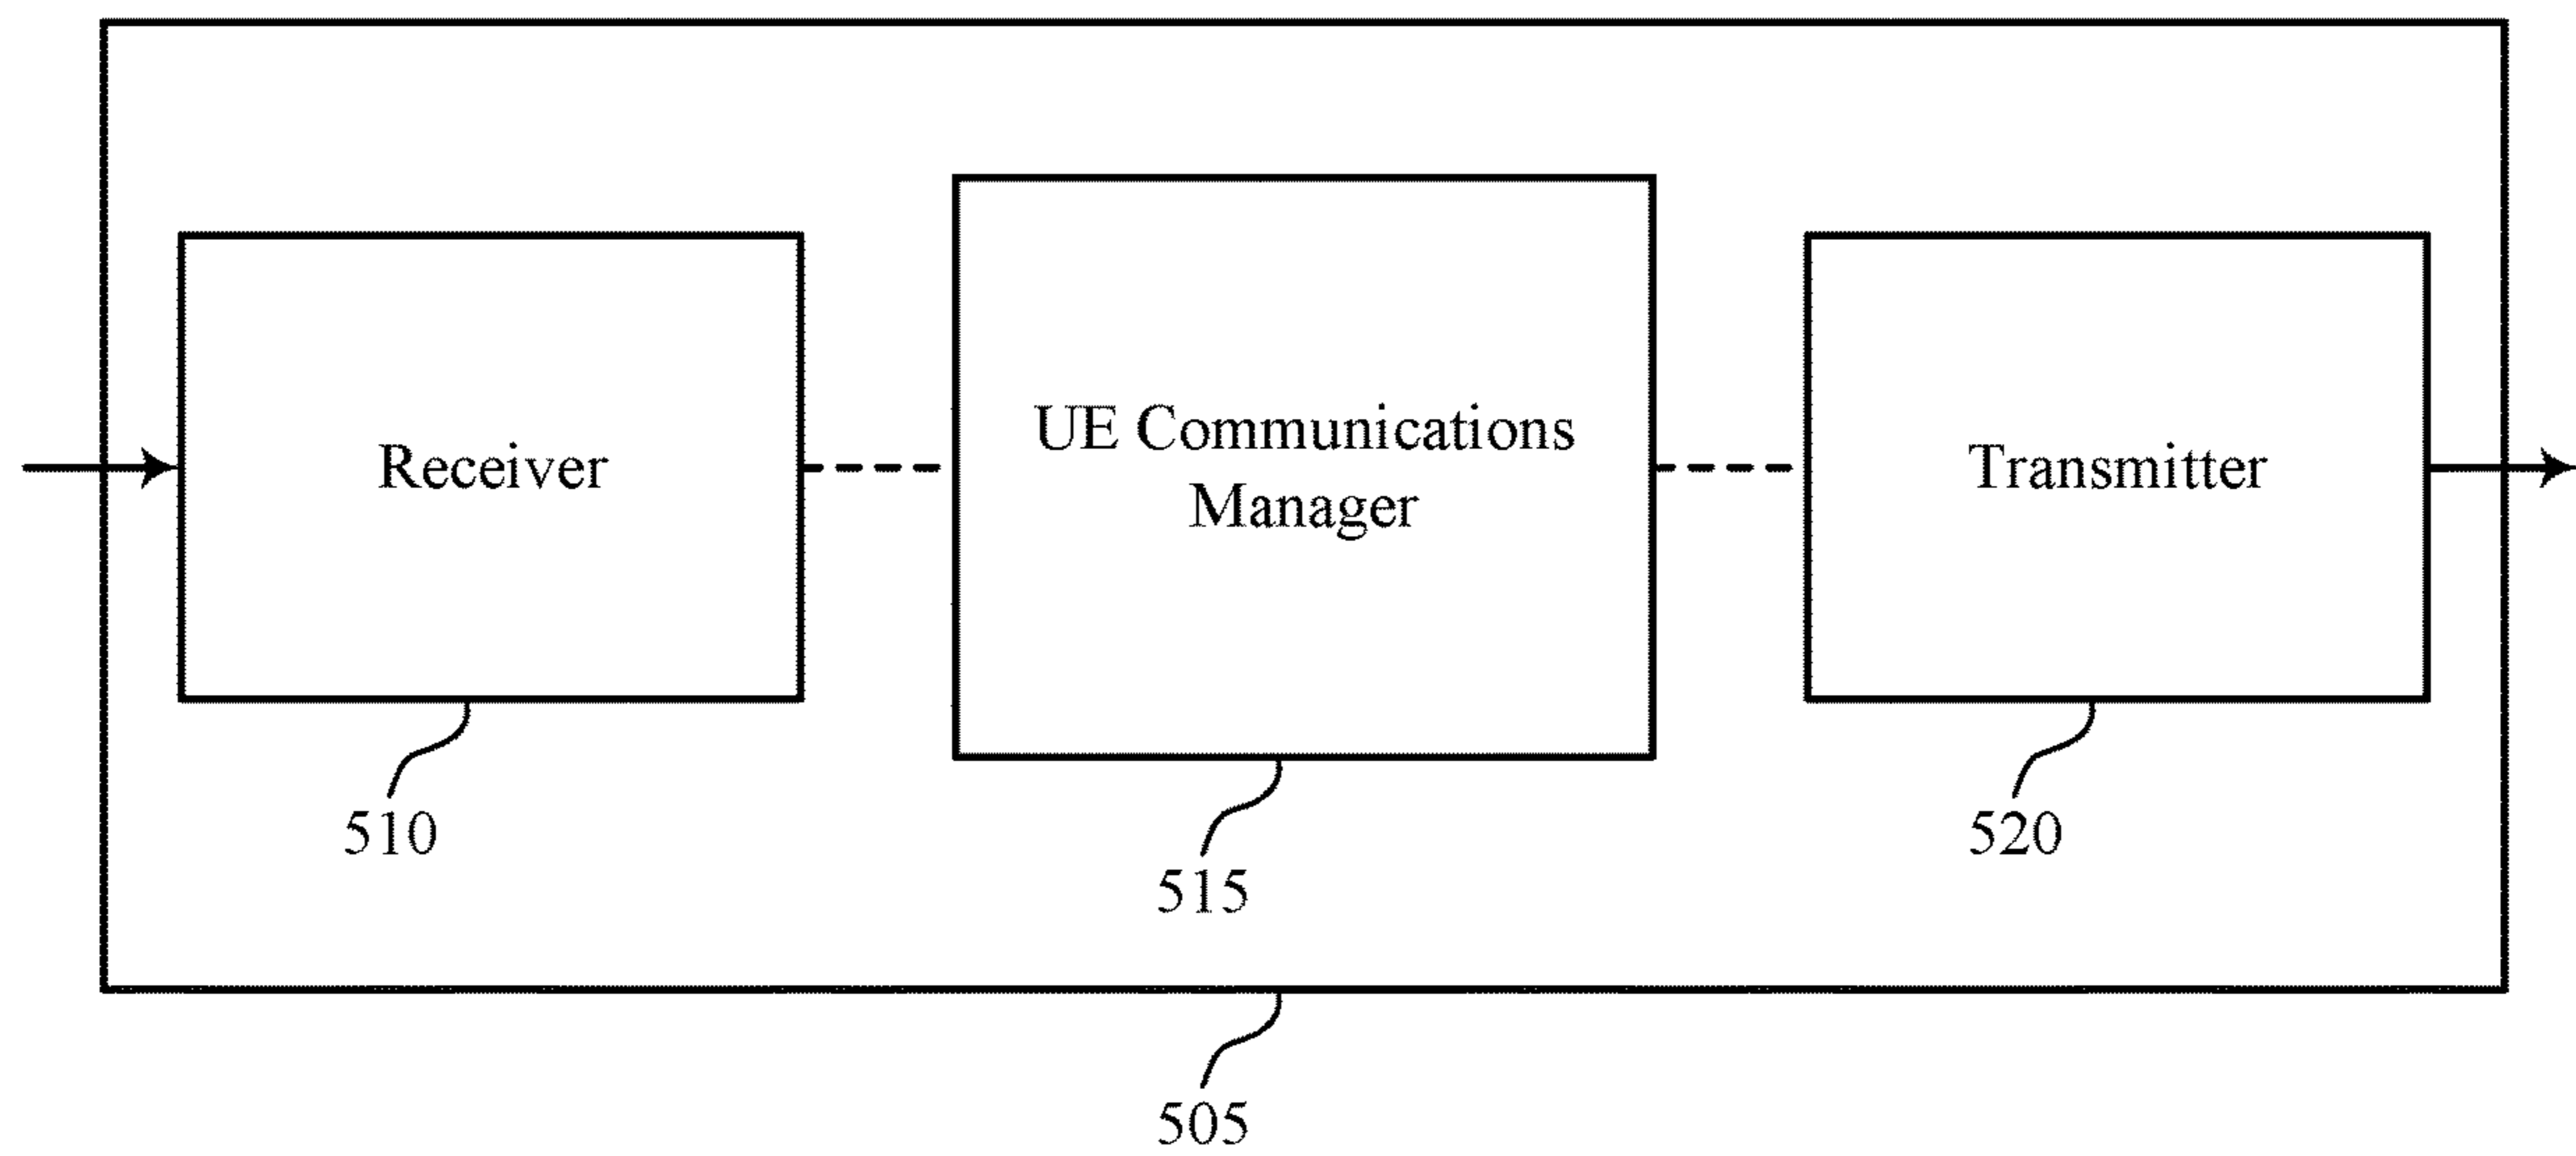 Receiver
UE Communications
Manager
Transmitter
510
515
520
505